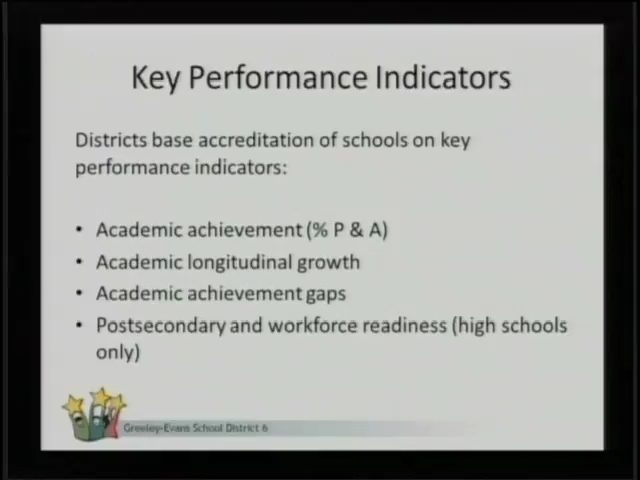 Key Performance Indicators
Districts base accreditation of schools on key
performance indicators:
• Academic achievement (% P & A)
• Academic longitudinal growth
• Academic achievement gaps
• Postsecondary and workforce readiness (high schools
only)
Greeley-Evans School District 6